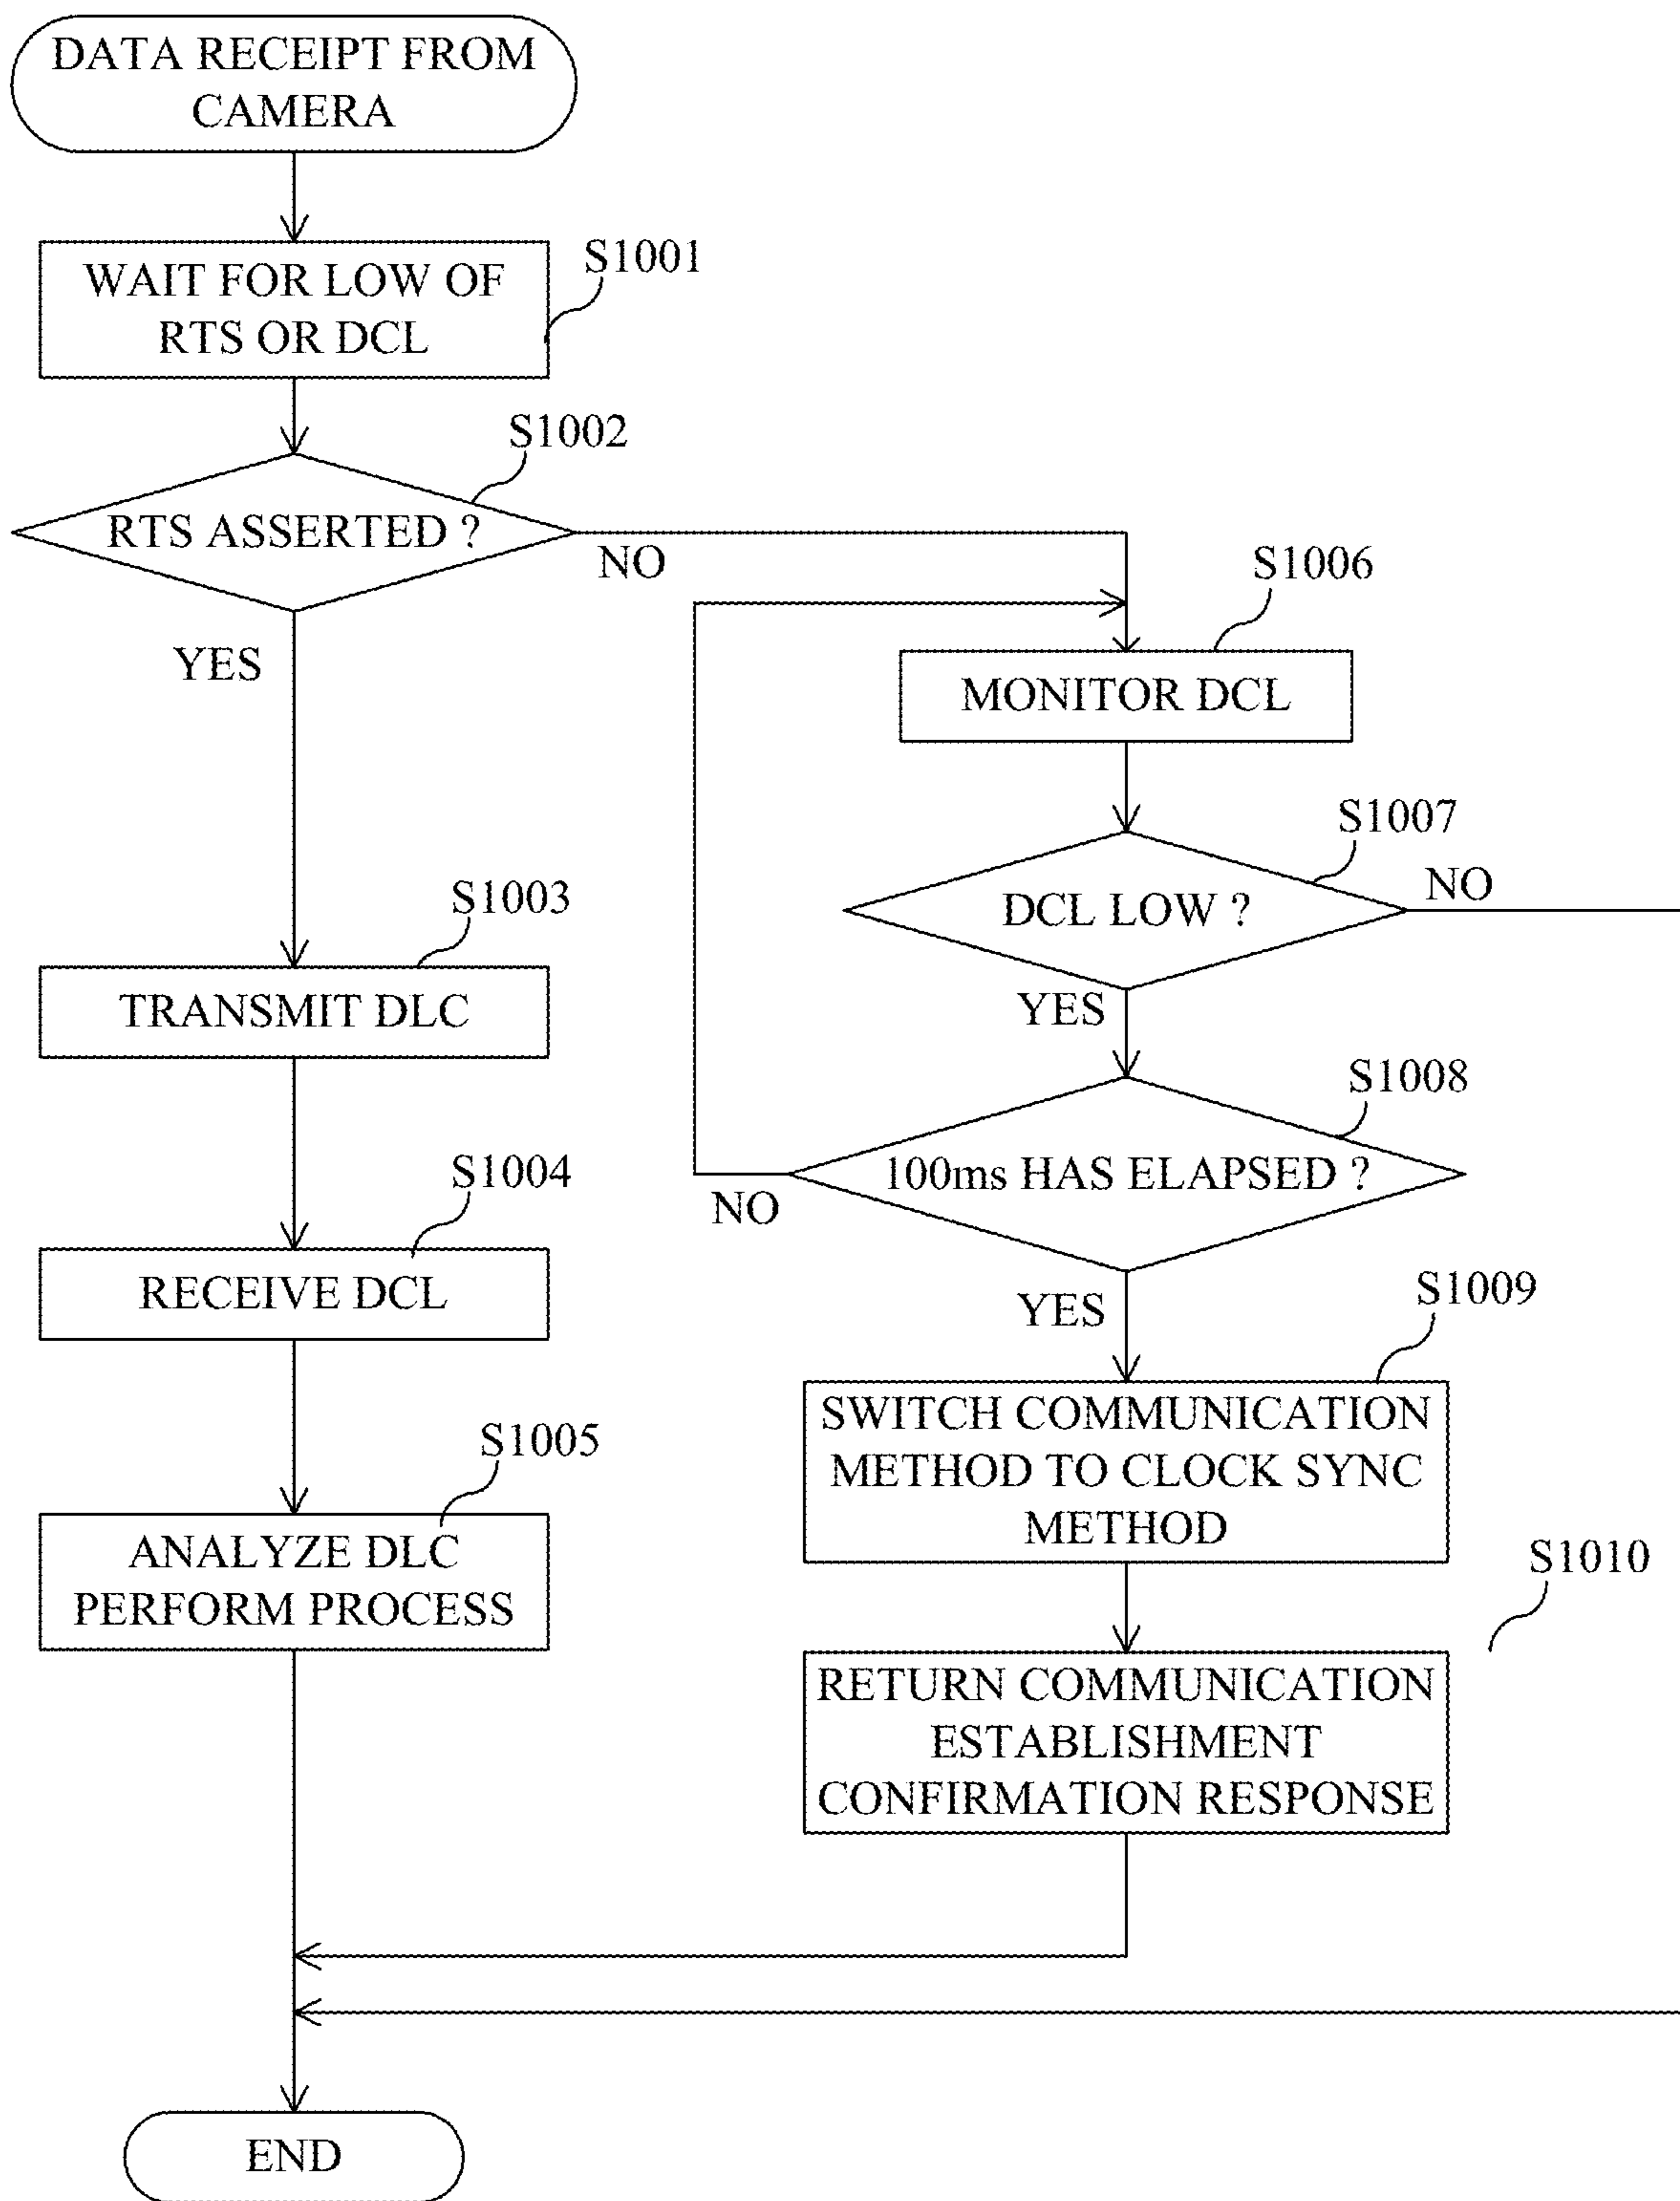 DATA RECEIPT FROM
CAMERA
S1001
WAIT FOR LOW OF
RTS OR DCL
S1002
RTS ASSERTED ?
NO
YES
S1003
TRANSMIT DLC
S1004
RECEIVE DCL
S1005
ANALYZE DLC
PERFORM PROCESS
S1006
MONITOR DCL
S1007
DCL LOW ?
NO
YES
S1008
100ms HAS ELAPSED ?
NO
YES
S1009
SWITCH COMMUNICATION
METHOD TO CLOCK SYNC
METHOD
S1010
RETURN COMMUNICATION
ESTABLISHMENT
CONFIRMATION RESPONSE
END